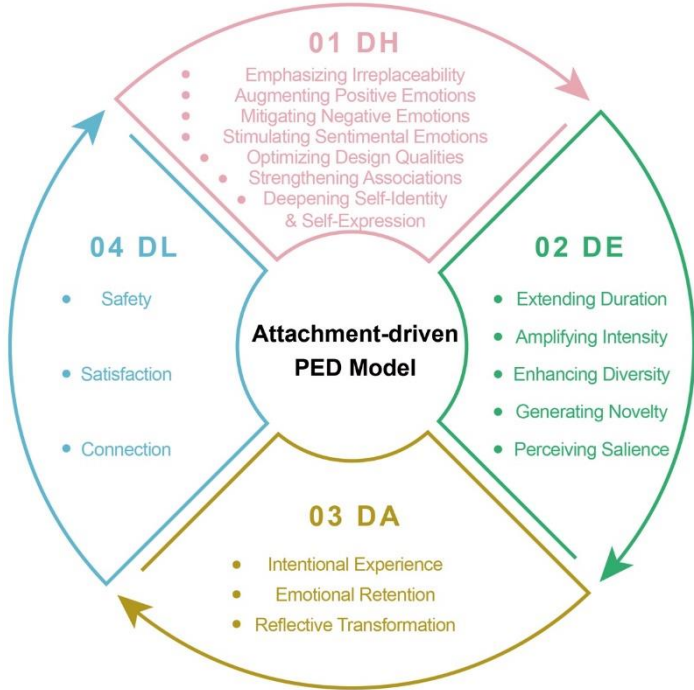 01 DH
Emphasizing Irreplaceability
Augmenting Positive Emotions
Mitigating Negative Emotions
Stimulating Sentimental Emotions
Optimizing Design Qualities
Strengthening Associations
Deepening Self-Identity
& Self-Expression
02 DE
Extending Duration
Amplifying Intensity
Enhancing Diversity
Generating Novelty
Perceiving Salience
03 DA
Intentional Experience
Emotional Retention
Reflective Transformation
04 DL
Safety
Satisfaction
Connection
Attachment-driven
PED Model